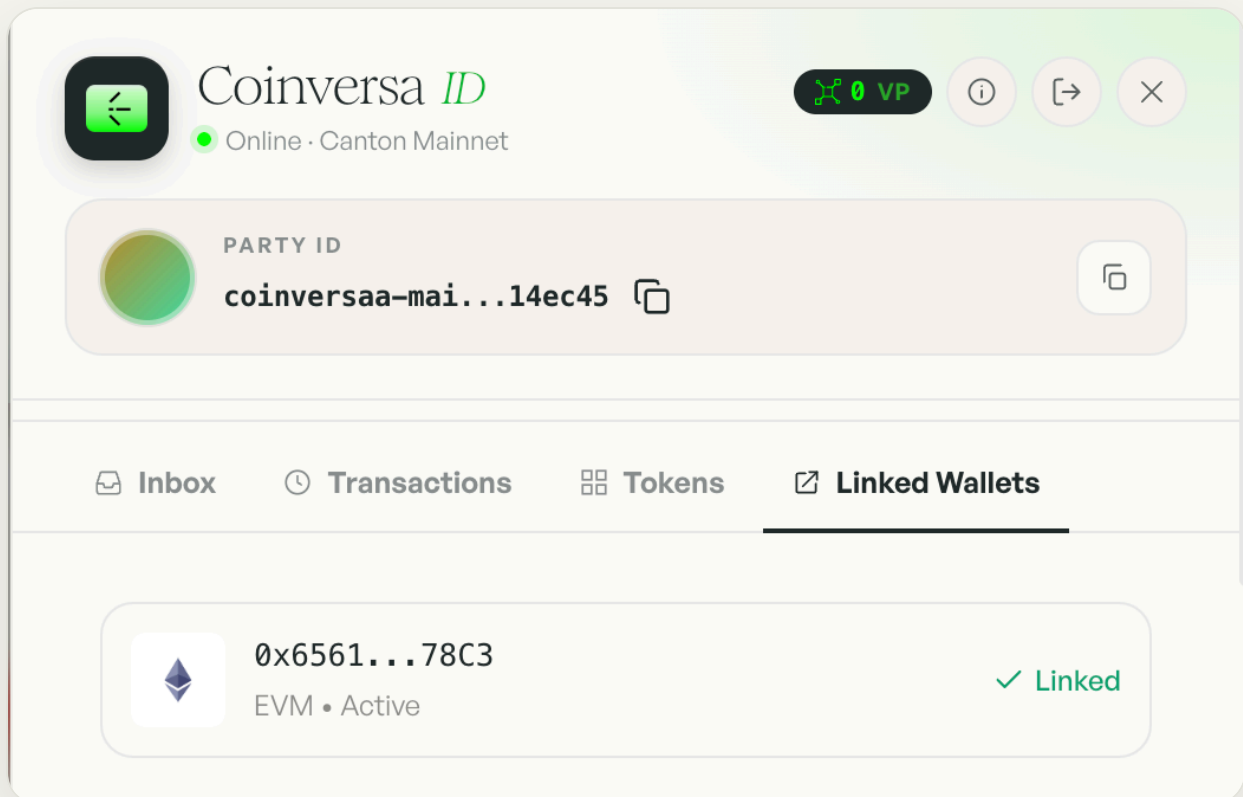 Coinversa ID
0 VP
Online · Canton Mainnet
PARTY ID
coinversaa-mai...14ec45
Inbox
Transactions
Tokens
Linked Wallets
0x6561...78C3
EVM • Active
Linked